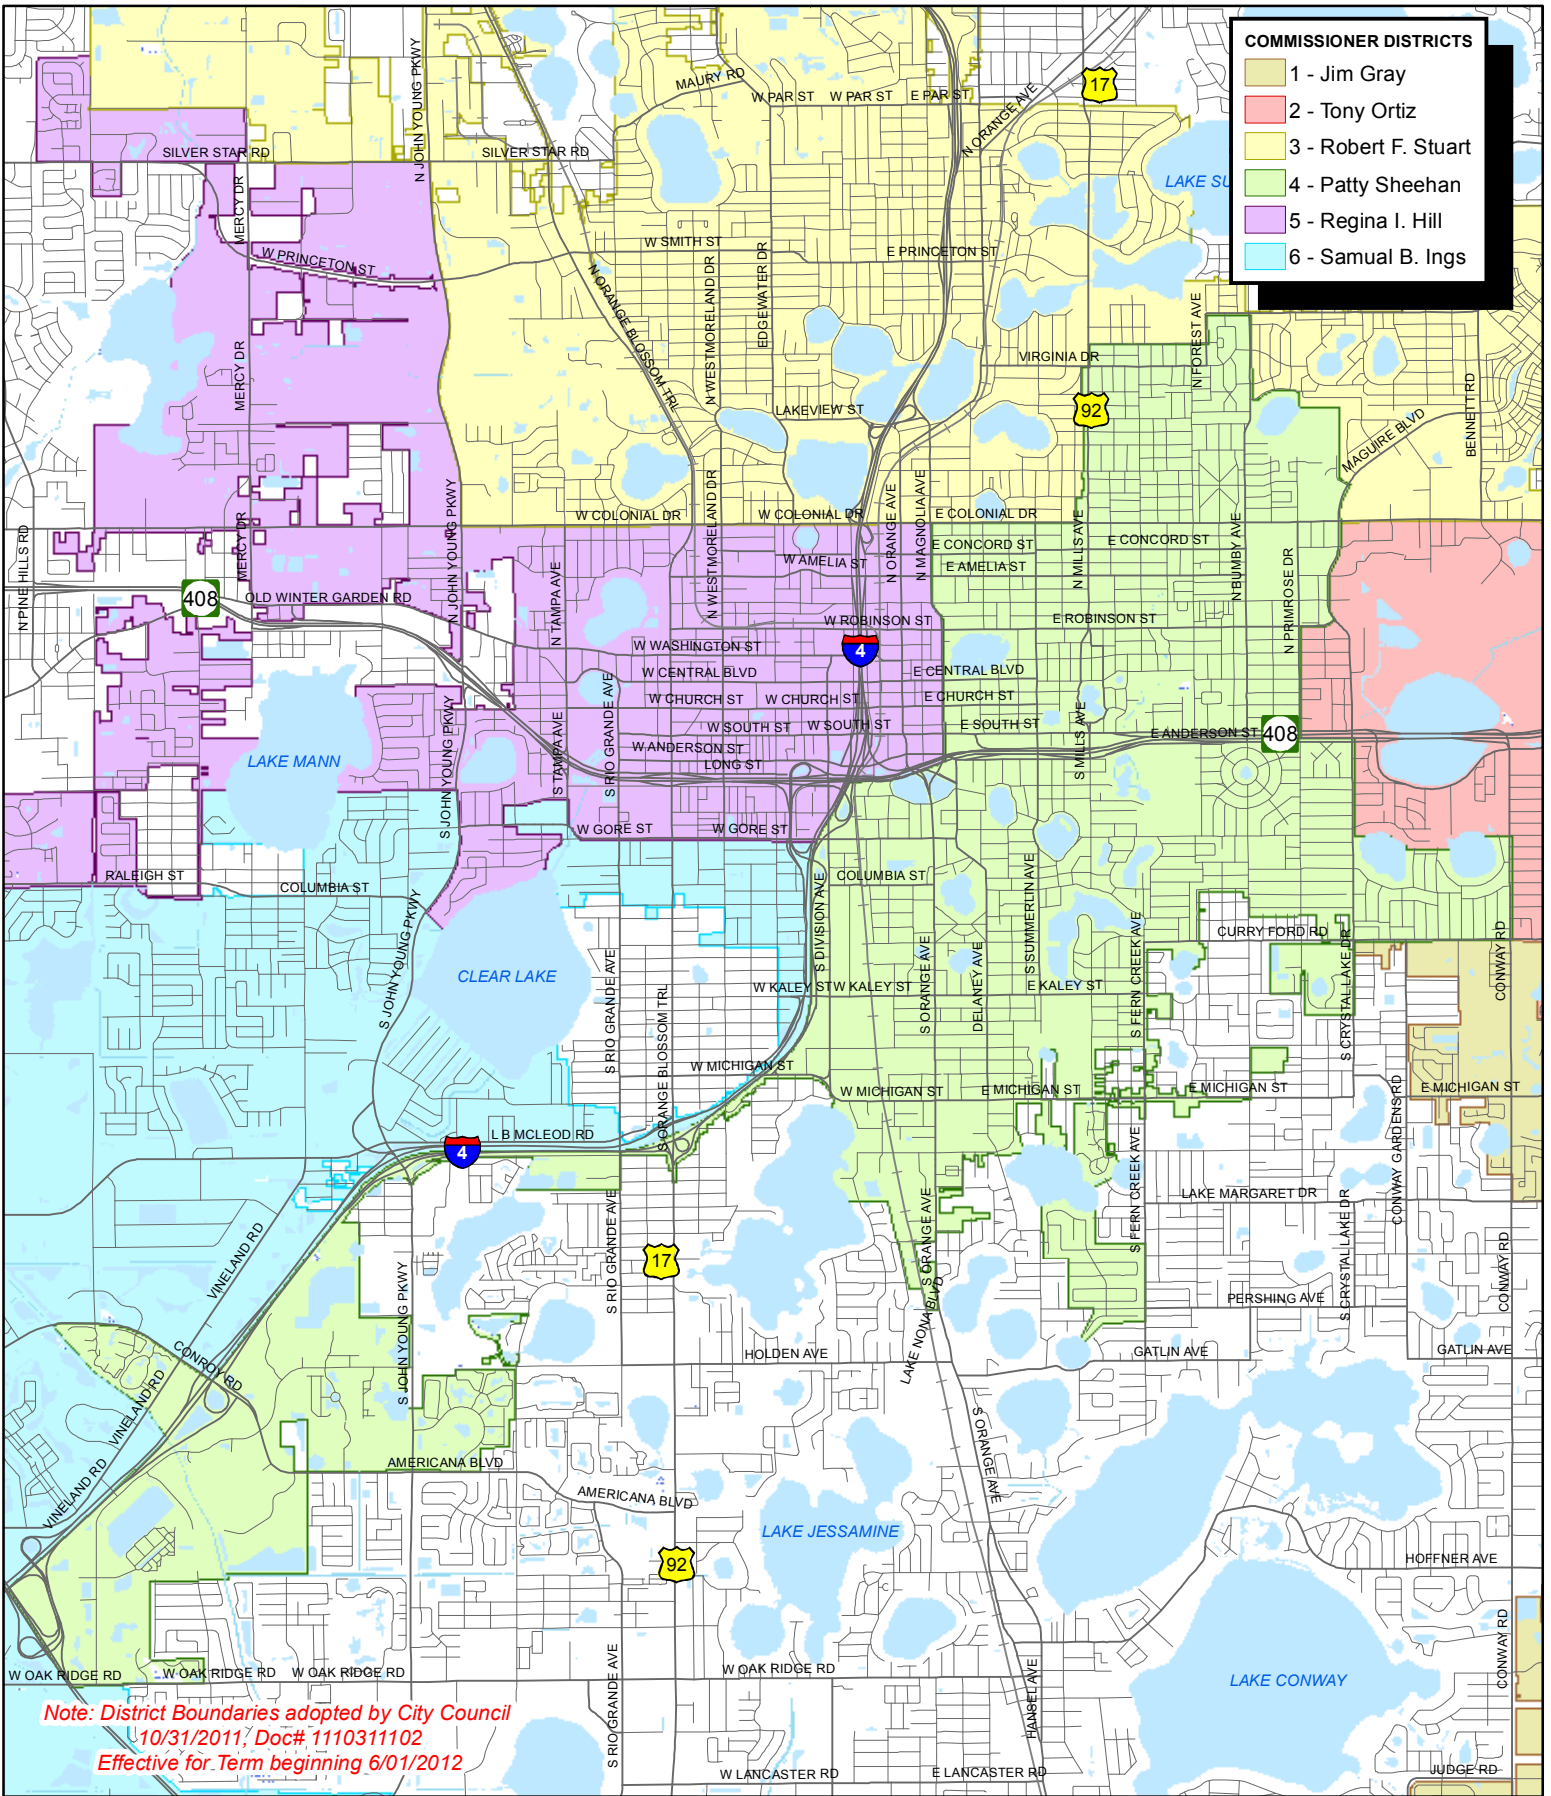 COMMISSIONER DISTRICTS
1 - Jim Gray
2 - Tony Ortiz
3 - Robert F. Stuart
4 - Patty Sheehan
5 - Regina I. Hill
6 - Samual B. Ings
17
MAURY RD
W PAR ST
W PAR ST
E PAR ST
N ORANGE AVE
N JOHN YOUNG PKWY
SILVER STAR RD
SILVER STAR RD
LAKE SU
MERCY DR
W SMITH ST
E PRINCETON ST
W PRINCETON ST
N ORANGE BLOSSOM TRL
N WESTMORELAND DR
EDGEWATER DR
N FOREST AVE
VIRGINIA DR
MERCY DR
LAKEVIEW ST
92
MAGUIRE BLVD
BENNETT RD
N PINE HILLS RD
MERCY DR
N JOHN YOUNG PKWY
W COLONIAL DR
W COLONIAL DR
E COLONIAL DR
N WESTMORELAND DR
N ORANGE AVE
N MAGNOLIA AVE
N MILLS AVE
E CONCORD ST
E CONCORD ST
N BUMBY AVE
N PRIMROSE DR
W AMELIA ST
E AMELIA ST
408
OLD WINTER GARDEN RD
N TAMPA AVE
W ROBINSON ST
E ROBINSON ST
W WASHINGTON ST
4
W CENTRAL BLVD
E CENTRAL BLVD
W CHURCH ST
W CHURCH ST
E CHURCH ST
W SOUTH ST
W SOUTH ST
E SOUTH ST
W ANDERSON ST
E ANDERSON ST
408
LONG ST
LAKE MANN
S JOHN YOUNG PKWY
S TAMPA AVE
S RIO GRANDE AVE
S MILLS AVE
W GORE ST
W GORE ST
RALEIGH ST
COLUMBIA ST
COLUMBIA ST
S JOHN YOUNG PKWY
S DIVISION AVE
S SUMMERLIN AVE
CURRY FORD RD
CLEAR LAKE
S RIO GRANDE AVE
S ORANGE BLOSSOM TRL
W KALEY ST
W KALEY ST
E KALEY ST
S ORANGE AVE
DELANEY AVE
S FERN CREEK AVE
S CRYSTAL LAKE DR
CONWAY RD
W MICHIGAN ST
W MICHIGAN ST
E MICHIGAN ST
E MICHIGAN ST
E MICHIGAN ST
L B MCLEOD RD
4
CONWAY GARDENS RD
LAKE MARGARET DR
VINELAND RD
S RIO GRANDE AVE
17
S ORANGE AVE
S FERN CREEK AVE
S CRYSTAL LAKE DR
CONWAY RD
PERSHING AVE
S JOHN YOUNG PKWY
LAKE NONA BLVD
CONROY RD
HOLDEN AVE
GATLIN AVE
GATLIN AVE
VINELAND RD
S ORANGE AVE
AMERICANA BLVD
AMERICANA BLVD
VINELAND RD
LAKE JESSAMINE
92
HOFFNER AVE
W OAK RIDGE RD
W OAK RIDGE RD
W OAK RIDGE RD
W OAK RIDGE RD
S RIO GRANDE AVE
HANSEL AVE
CONWAY RD
LAKE CONWAY
Note: District Boundaries adopted by City Council
10/31/2011, Doc# 1110311102
Effective for Term beginning 6/01/2012
W LANCASTER RD
E LANCASTER RD
JUDGE RD